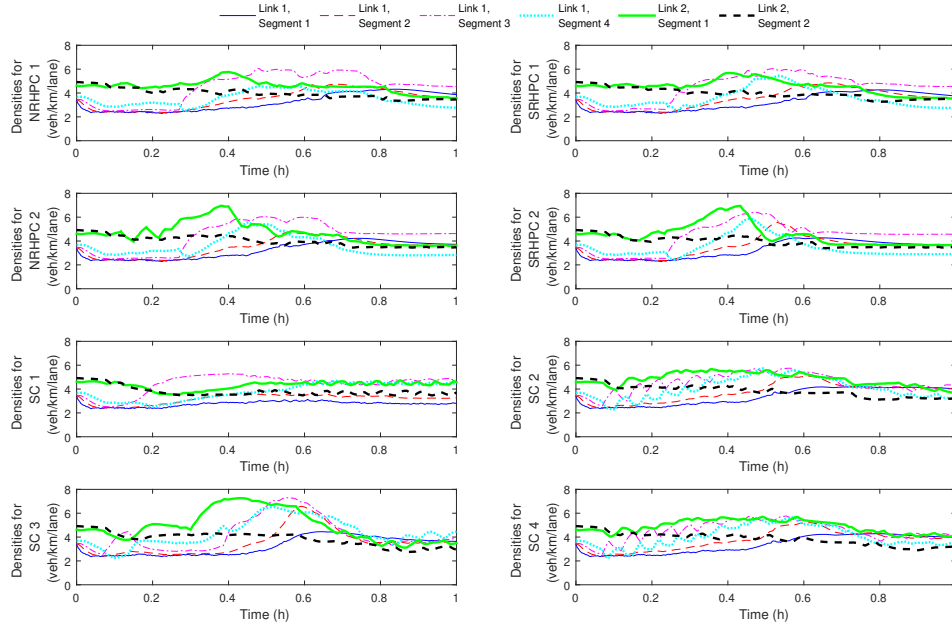 Link 1, Link 1, Link 1, Link 1, Link 2, Link 2,
Segment 1 Segment 2 Segment 3 Segment 4 Segment 1 Segment 2
Densities for
NRHPC 1
(veh/km/lane)
8
6
4
2
0
0 0.2 0.4 0.6 0.8 1
Time (h)
Densities for
SRHPC 1
(veh/km/lane)
8
6
4
2
0
0 0.2 0.4 0.6 0.8
Time (h)
Densities for
NRHPC 2
(veh/km/lane)
8
6
4
2
0
0 0.2 0.4 0.6 0.8 1
Time (h)
Densities for
SRHPC 2
(veh/km/lane)
8
6
4
2
0
0 0.2 0.4 0.6 0.8
Time (h)
Densities for
SC 1
(veh/km/lane)
8
6
4
2
0
0 0.2 0.4 0.6 0.8 1
Time (h)
Densities for
SC 2
(veh/km/lane)
8
6
4
2
0
0 0.2 0.4 0.6 0.8
Time (h)
Densities for
SC 3
(veh/km/lane)
8
6
4
2
0
0 0.2 0.4 0.6 0.8 1
Time (h)
Densities for
SC 4
(veh/km/lane)
8
6
4
2
0
0 0.2 0.4 0.6 0.8
Time (h)